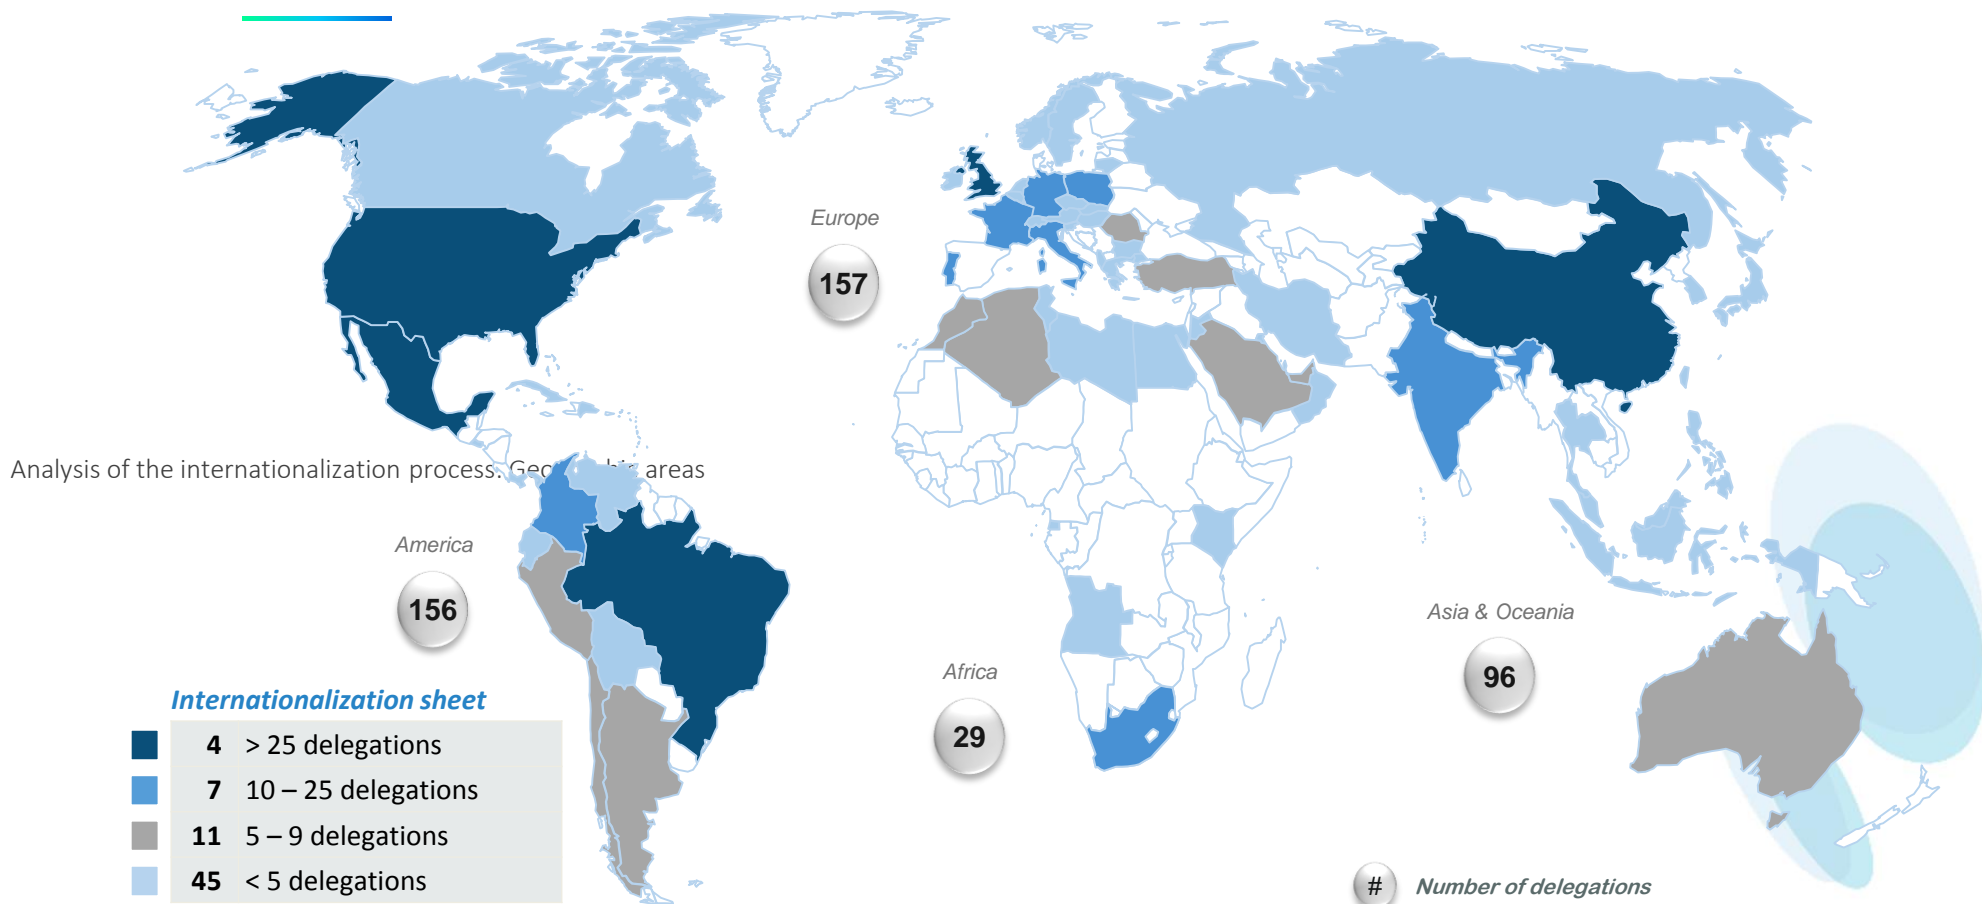 Europe
157
Analysis of the internationalization process. areas
America
156
Asia & Oceania
96
Africa
29
Internationalization sheet
4 > 25 delegations
7 10 – 25 delegations
11 5 – 9 delegations
45 < 5 delegations
# Number of delegations